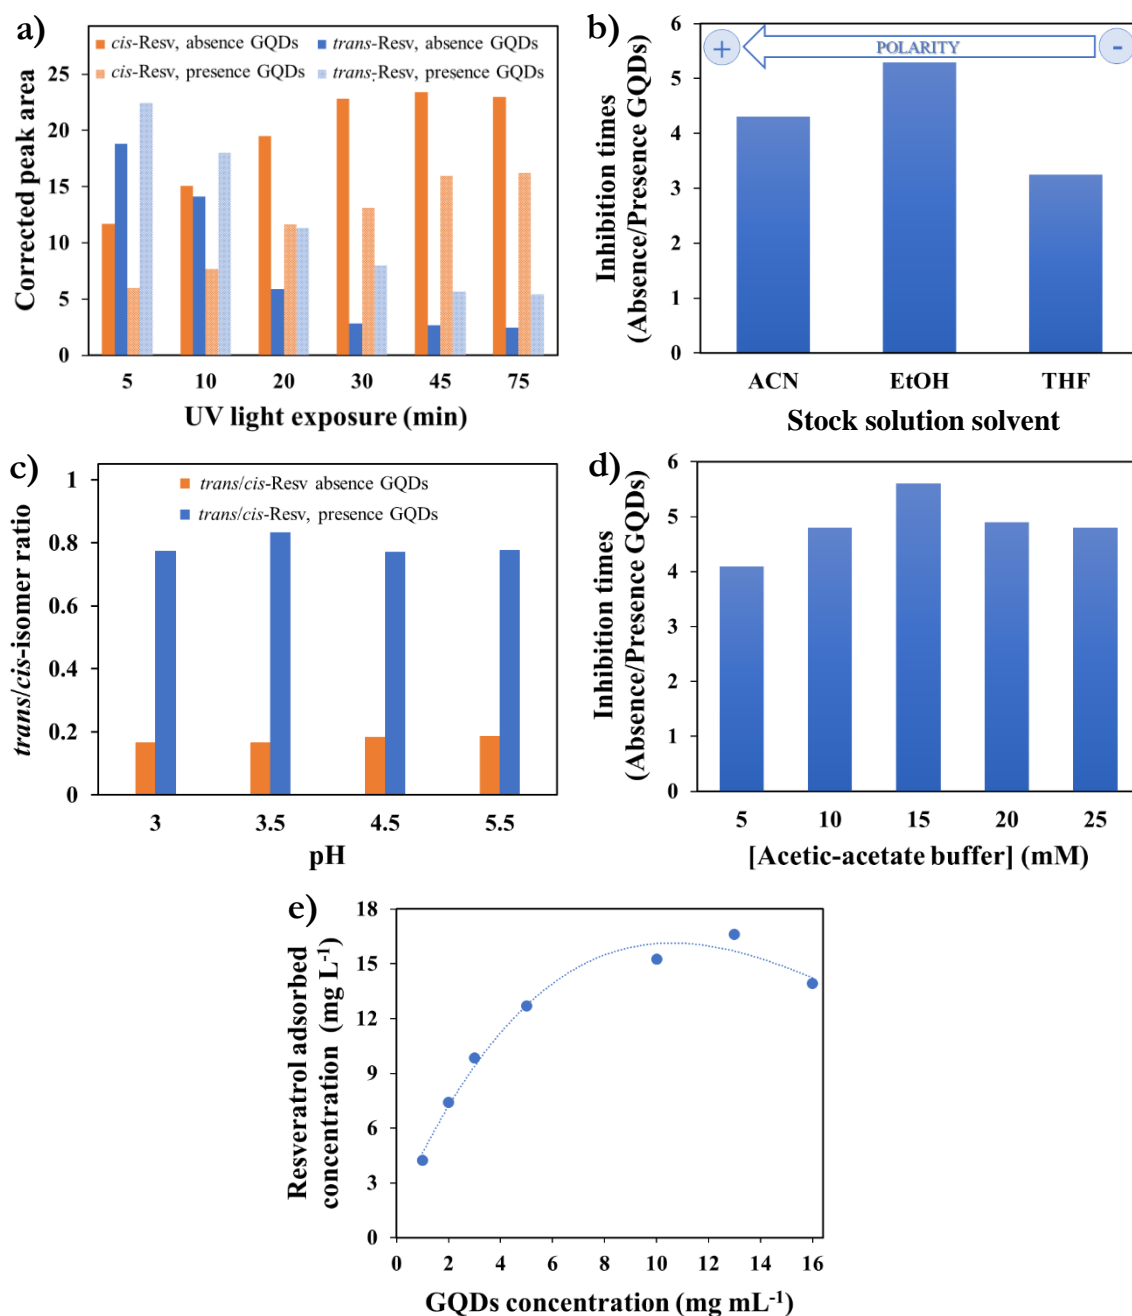 a)
cis-Resv, absence GQDs
trans-Resv, absence GQDs
cis-Resv, presence GQDs
trans-Resv, presence GQDs
Corrected peak area
25
20
15
10
5
0
5 10 20 30 45 75
UV light exposure (min)
b)
+ POLARITY -
Inhibition times
(Absence/Presence GQDs)
6
5
4
3
2
1
0
ACN EtOH THF
Stock solution solvent
c)
trans/cis-Resv absence GQDs
trans/cis-Resv, presence GQDs
trans/cis-isomer ratio
1
0.8
0.6
0.4
0.2
0
3 3.5 4.5 5.5
pH
d)
Inhibition times
(Absence/Presence GQDs)
6
5
4
3
2
1
0
5 10 15 20 25
[Acetic-acetate buffer] (mM)
e)
Resveratrol adsorbed
concentration (mg L⁻¹)
18
15
12
9
6
3
0
0 2 4 6 8 10 12 14 16
GQDs concentration (mg mL⁻¹)